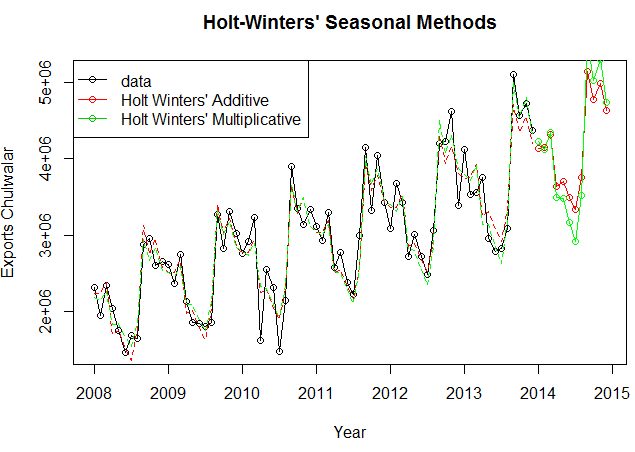 Holt-Winters' Seasonal Methods
data
Holt Winters' Additive
Holt Winters' Multiplicative
Exports Chulwalar
5e+06
4e+06
3e+06
2e+06
2008 2009 2010 2011 2012 2013 2014 2015
Year